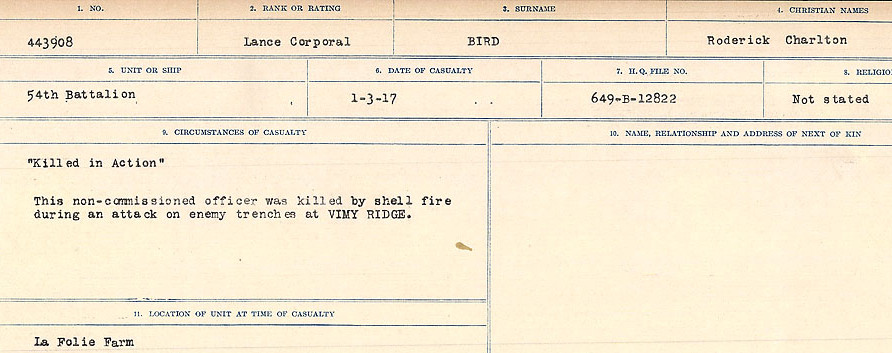 1. NO. 2. RANK OR RATING 3. SURNAME 4. CHRISTIAN NAMES
443908 Lance Corporal BIRD Roderick Charlton
5. UNIT OR SHIP 6. DATE OF CASUALTY 7. H.Q. FILE NO. 8. RELIGIO
54th Battalion 1-3-17 649-B-12822 Not stated
9. CIRCUMSTANCES OF CASUALTY 10. NAME, RELATIONSHIP AND ADDRESS OF NEXT OF KIN
"Killed in Action"
This non-commissioned officer was killed by shell fire
during an attack on enemy trenches at VIMY RIDGE.
11. LOCATION OF UNIT AT TIME OF CASUALTY
La Folie Farm